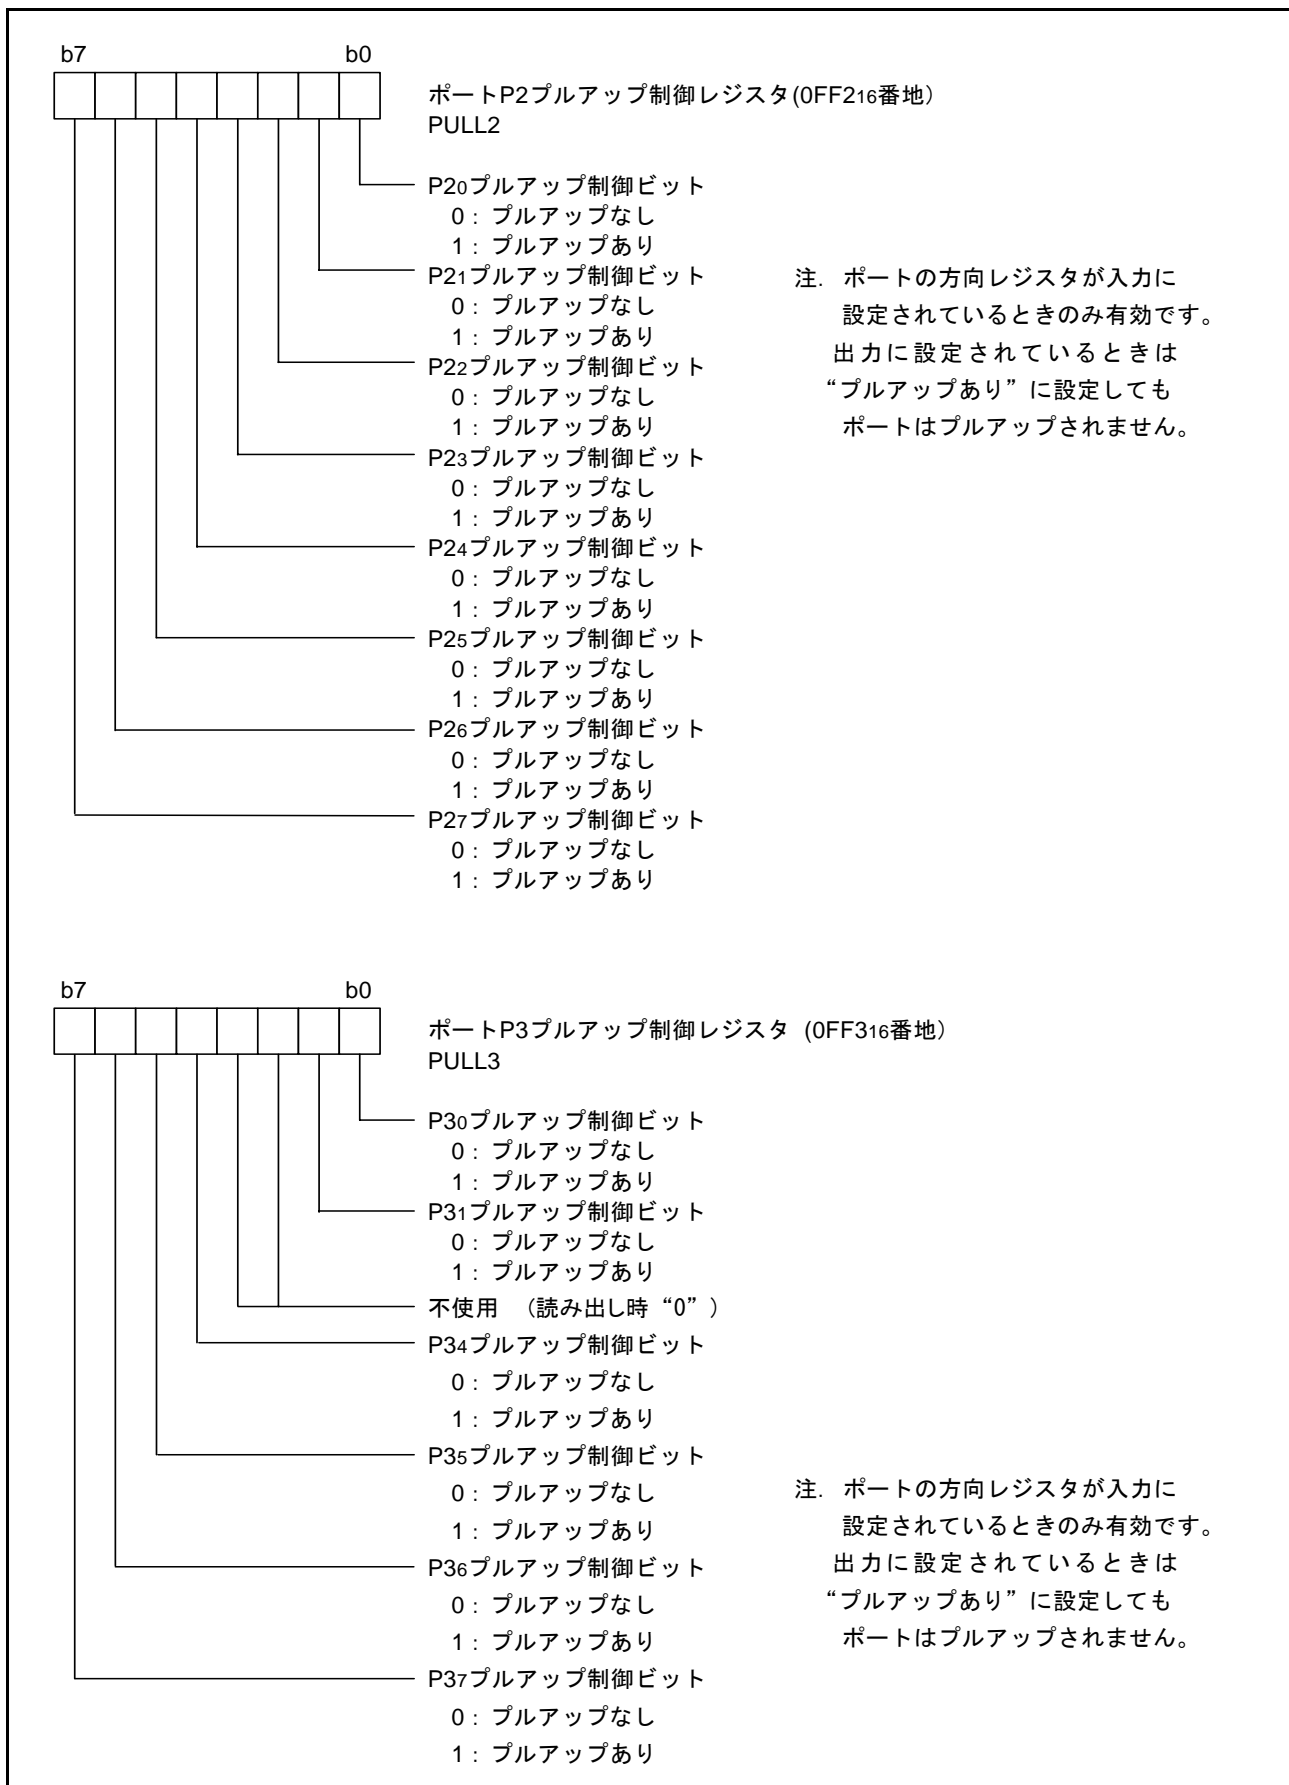 b7 b0
ポートP2プルアップ制御レジスタ(0FF216番地)
PULL2
P20プルアップ制御ビット
0 : プルアップなし
1 : プルアップあり
P21プルアップ制御ビット
0 : プルアップなし
1 : プルアップあり
P22プルアップ制御ビット
0 : プルアップなし
1 : プルアップあり
P23プルアップ制御ビット
0 : プルアップなし
1 : プルアップあり
P24プルアップ制御ビット
0 : プルアップなし
1 : プルアップあり
P25プルアップ制御ビット
0 : プルアップなし
1 : プルアップあり
P26プルアップ制御ビット
0 : プルアップなし
1 : プルアップあり
P27プルアップ制御ビット
0 : プルアップなし
1 : プルアップあり
注. ポートの方向レジスタが入力に
設定されているときのみ有効です。
出力に設定されているときは
“プルアップあり”に設定しても
ポートはプルアップされません。
b7 b0
ポートP3プルアップ制御レジスタ (0FF316番地)
PULL3
P30プルアップ制御ビット
0 : プルアップなし
1 : プルアップあり
P31プルアップ制御ビット
0 : プルアップなし
1 : プルアップあり
不使用 (読み出し時“0”)
P34プルアップ制御ビット
0 : プルアップなし
1 : プルアップあり
P35プルアップ制御ビット
0 : プルアップなし
1 : プルアップあり
P36プルアップ制御ビット
0 : プルアップなし
1 : プルアップあり
P37プルアップ制御ビット
0 : プルアップなし
1 : プルアップあり
注. ポートの方向レジスタが入力に
設定されているときのみ有効です。
出力に設定されているときは
“プルアップあり”に設定しても
ポートはプルアップされません。